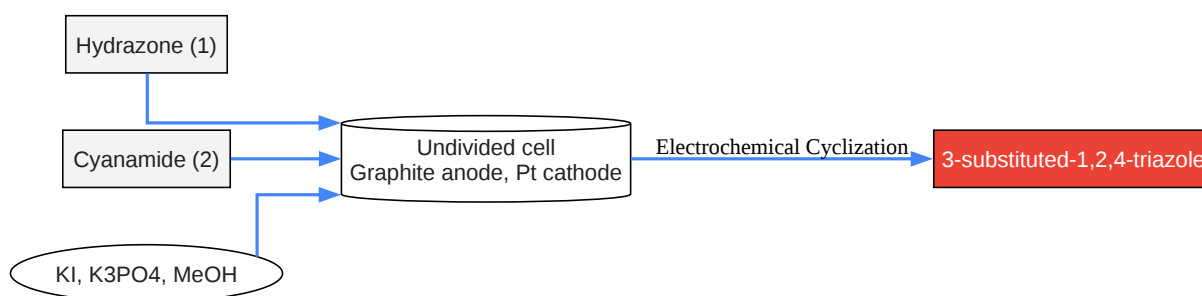 Hydrazone (1)
Cyanamide (2)
KI, K3PO4, MeOH
Undivided cell
Graphite anode, Pt cathode
Electrochemical Cyclization
3-substituted-1,2,4-triazole